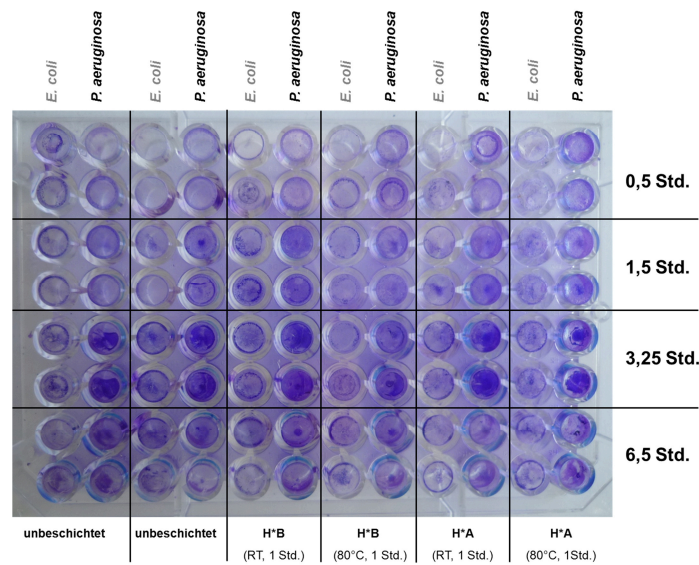 E. coli
P. aeruginosa
E. coli
P. aeruginosa
E. coli
P. aeruginosa
E. coli
P. aeruginosa
E. coli
P. aeruginosa
E. coli
P. aeruginosa
0,5 Std.
1,5 Std.
3,25 Std.
6,5 Std.
unbeschichtet
unbeschichtet
H*B
(RT, 1 Std.)
H*B
(80°C, 1 Std.)
H*A
(RT, 1 Std.)
H*A
(80°C, 1Std.)